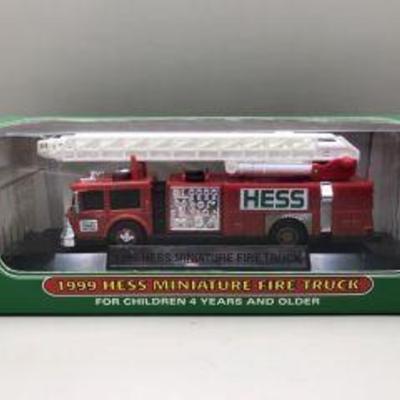 HESS
1999 HESS MINIATURE FIRE TRUCK
1999 HESS MINIATURE FIRE TRUCK
FOR CHILDREN 4 YEARS AND OLDER